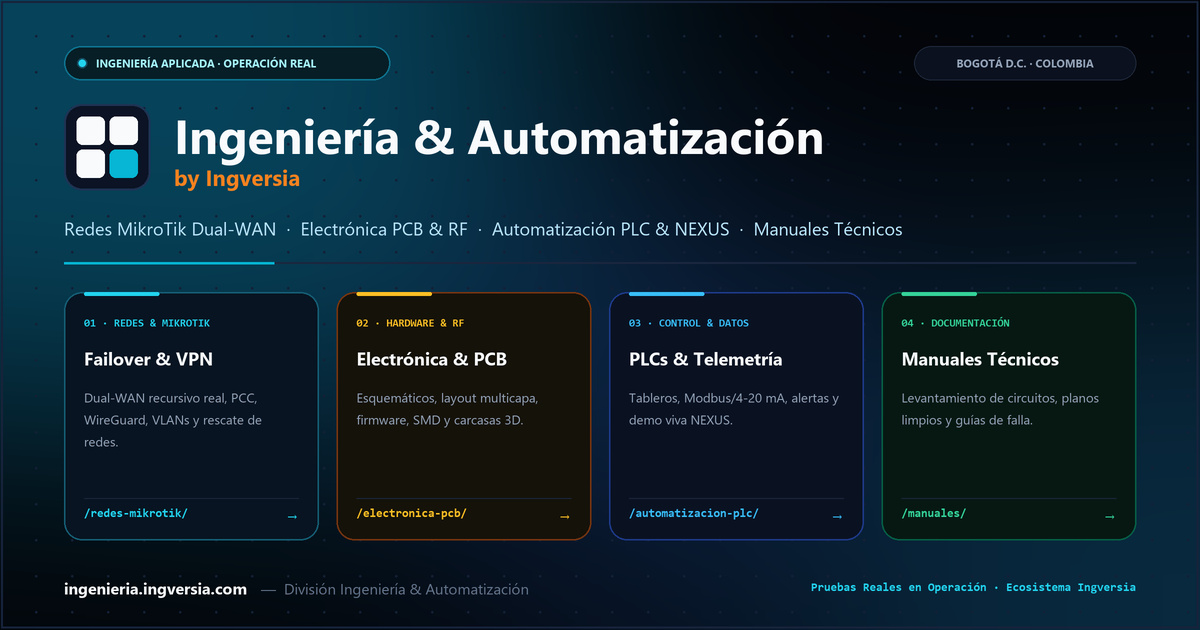 INGENIERÍA APLICADA · OPERACIÓN REAL
BOGOTÁ D.C. · COLOMBIA
Ingeniería & Automatización
by Ingversia
Redes MikroTik Dual-WAN · Electrónica PCB & RF · Automatización PLC & NEXUS · Manuales Técnicos
01 · REDES & MIKROTIK
Failover & VPN
Dual-WAN recursivo real, PCC,
WireGuard, VLANs y rescate de
redes.
/redes-mikrotik/ →
02 · HARDWARE & RF
Electrónica & PCB
Esquemáticos, layout multicapa,
firmware, SMD y carcasas 3D.
/electronica-pcb/ →
03 · CONTROL & DATOS
PLCs & Telemetría
Tableros, Modbus/4-20 mA, alertas y
demo viva NEXUS.
/automatizacion-plc/ →
04 · DOCUMENTACIÓN
Manuales Técnicos
Levantamiento de circuitos, planos
limpios y guías de falla.
/manuales/ →
ingenieria.ingversia.com — División Ingeniería & Automatización
Pruebas Reales en Operación · Ecosistema Ingversia